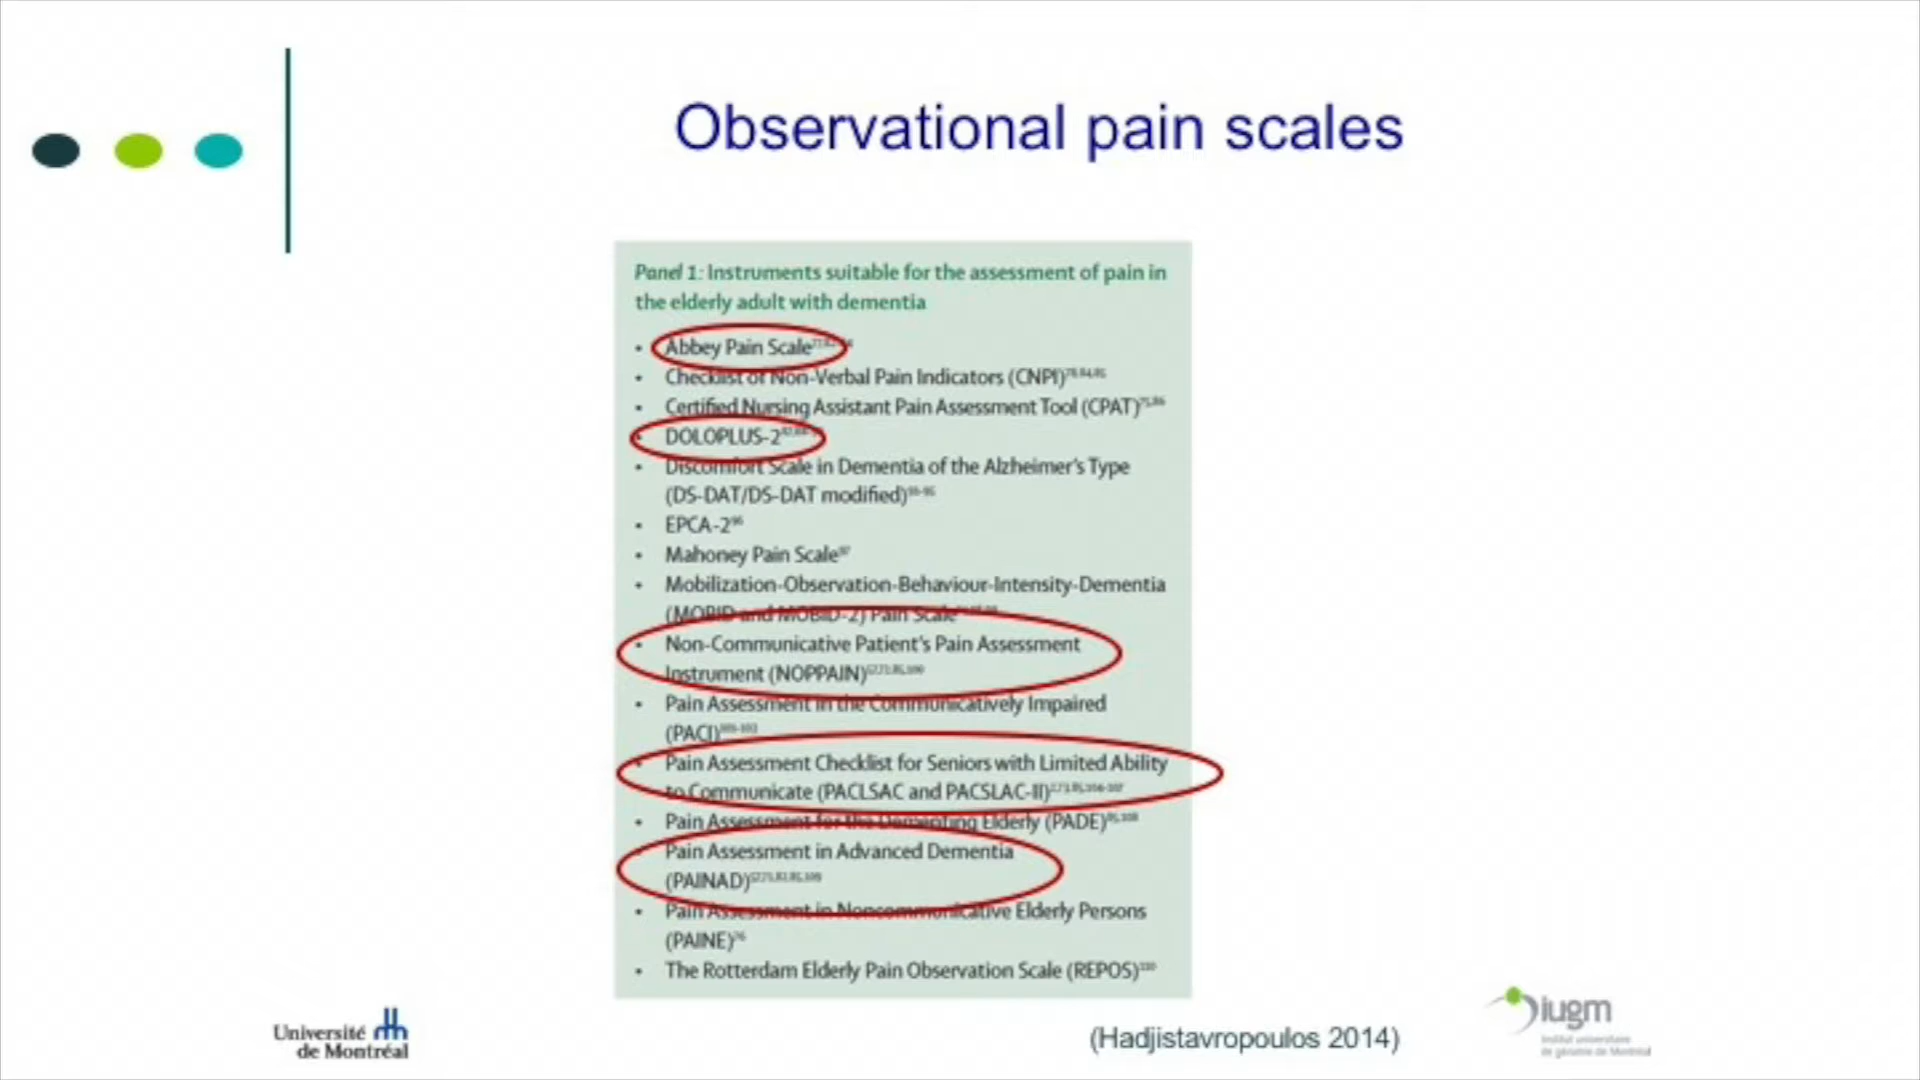 Observational pain scales
Panel 1: Instruments suitable for the assessment of pain in
the elderly adult with dementia
• Abbey Pain Scale
• Checklist of Non-Verbal Pain Indicators (CNPI)
• Certified Nursing Assistant Pain Assessment Tool (CPAT)
DOLOPLUS-2
• Discomfort Scale in Dementia of the Alzheimer's Type
(DS-DAT/DS-DAT modified)
• EPCA-2
• Mahoney Pain Scale
• Mobilization-Observation-Behaviour-Intensity-Dementia
(MOBID and MOBID-2) Pain Scale
• Non-Communicative Patient's Pain Assessment
Instrument (NOPPAIN)
• Pain Assessment in the Communicatively Impaired
(PACI)
• Pain Assessment Checklist for Seniors with Limited Ability
to Communicate (PACLSAC and PACSLAC-II)
• Pain Assessment for the Dementing Elderly (PADE)
Pain Assessment in Advanced Dementia
(PAINAD)
• Pain Assessment in Noncommunicative Elderly Persons
(PAINE)
• The Rotterdam Elderly Pain Observation Scale (REPOS)
(Hadjistavropoulos 2014)
Université
de Montréal
iugm
Institut universitaire
de gériatrie de Montréal